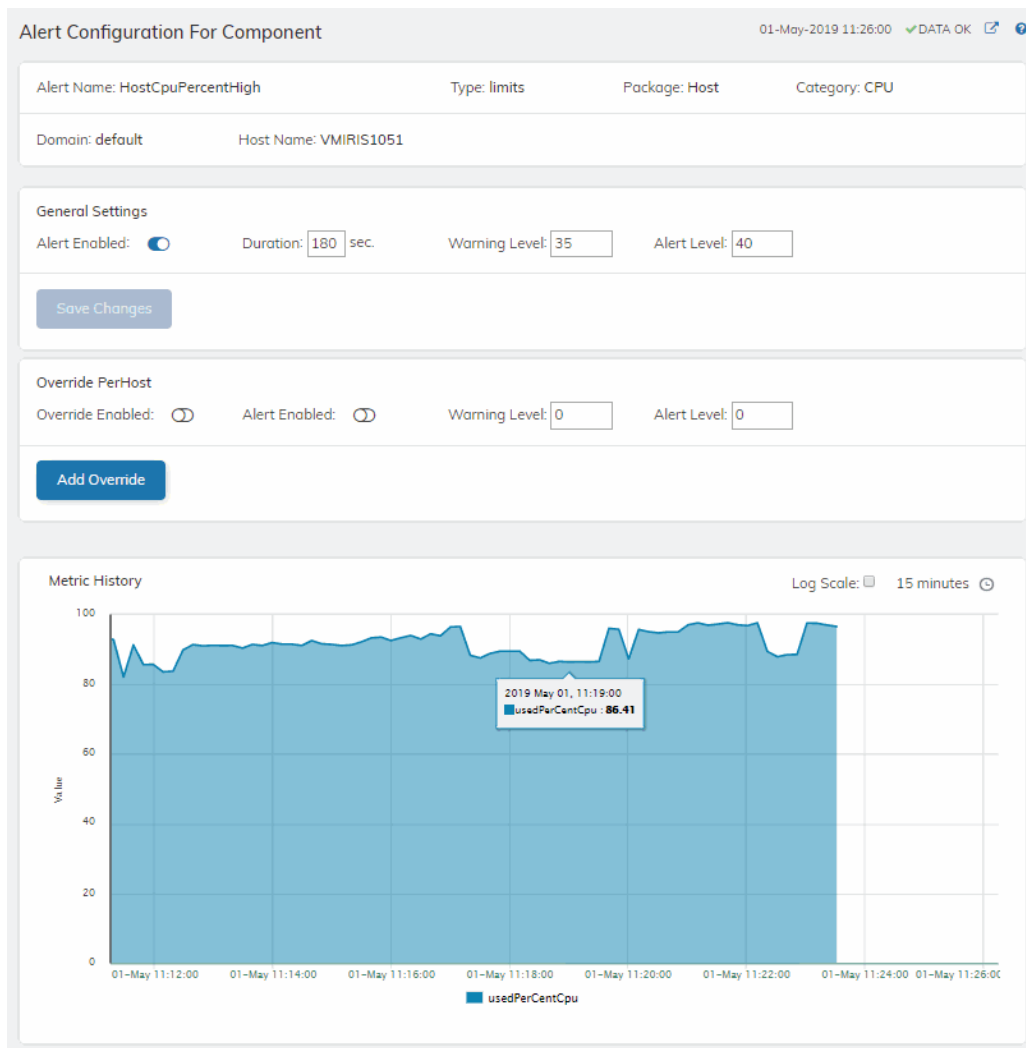 Alert Configuration For Component 01-May-2019 11:26:00 DATA OK
Alert Name: HostCpuPercentHigh Type: limits Package: Host Category: CPU
Domain: default Host Name: VMIRIS1051
General Settings
Alert Enabled: Duration: 180 sec. Warning Level: 35 Alert Level: 40
Save Changes
Override PerHost
Override Enabled: Alert Enabled: Warning Level: 0 Alert Level: 0
Add Override
Metric History Log Scale: 15 minutes
100
80
2019 May 01, 11:19:00
usedPerCentCpu : 86.41
60
Value
40
20
0
01-May 11:12:00 01-May 11:14:00 01-May 11:16:00 01-May 11:18:00 01-May 11:20:00 01-May 11:22:00 01-May 11:24:00 01-May 11:26:00
usedPerCentCpu